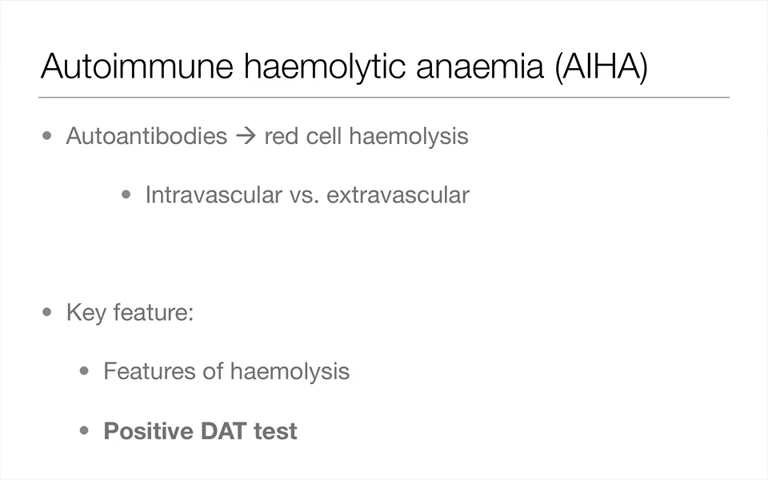 Autoimmune haemolytic anaemia (AIHA)
• Autoantibodies → red cell haemolysis
• Intravascular vs. extravascular
• Key feature:
• Features of haemolysis
• Positive DAT test